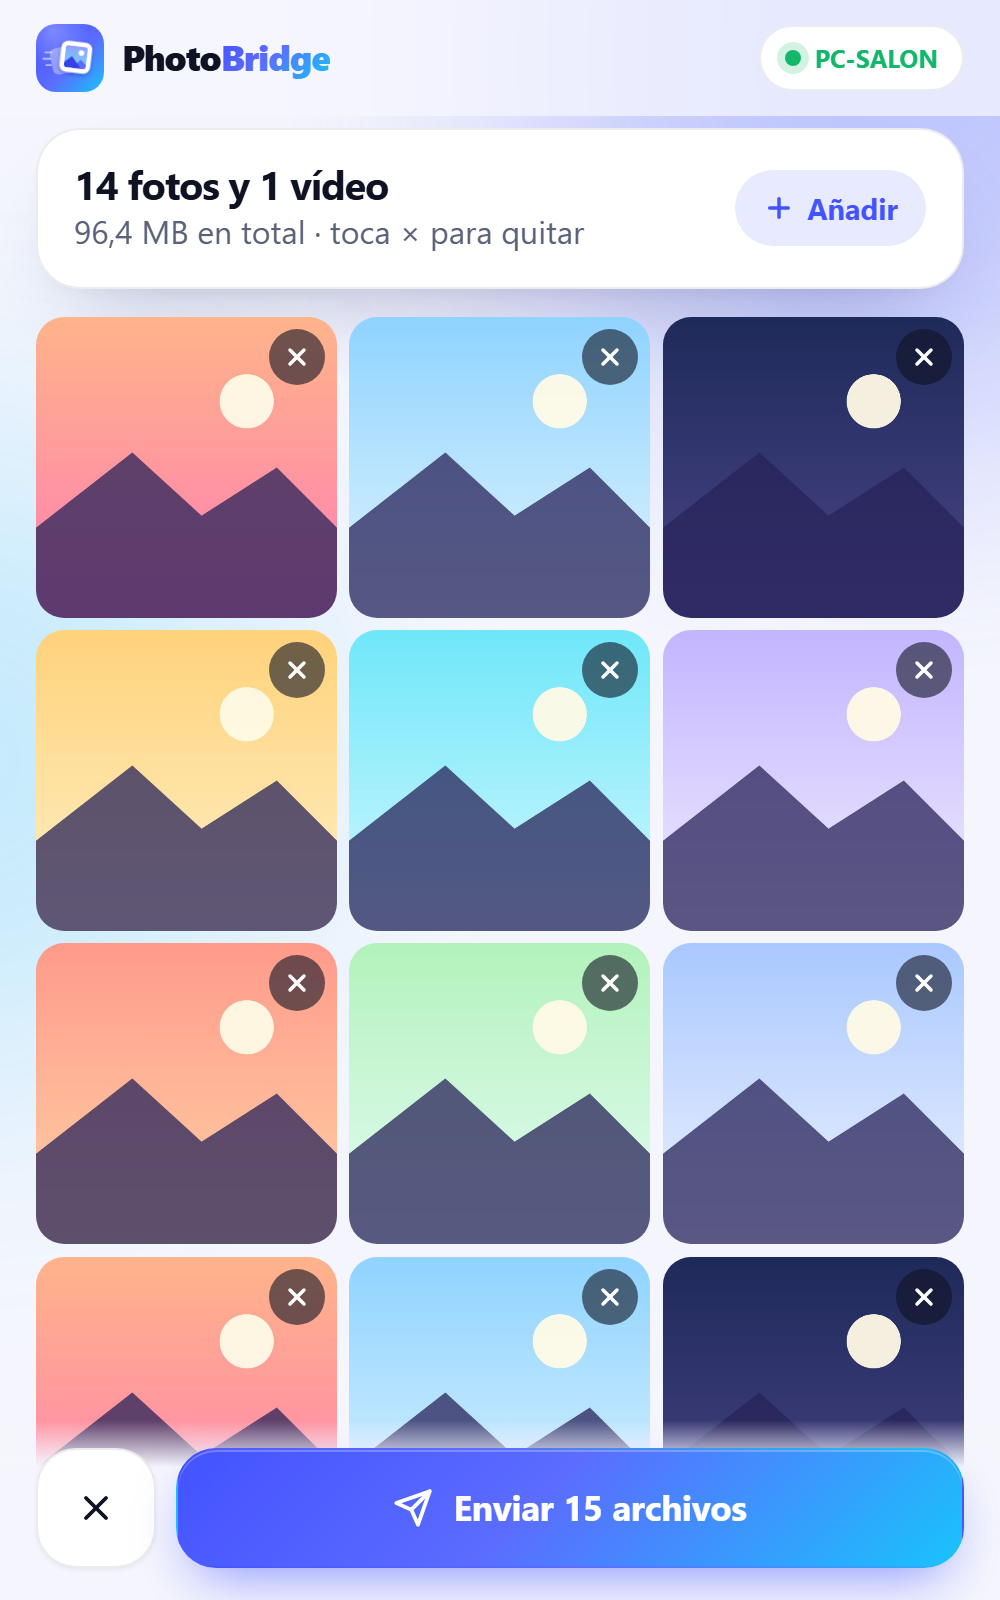 PhotoBridge
PC-SALON
14 fotos y 1 vídeo
96,4 MB en total · toca × para quitar
+ Añadir
Enviar 15 archivos